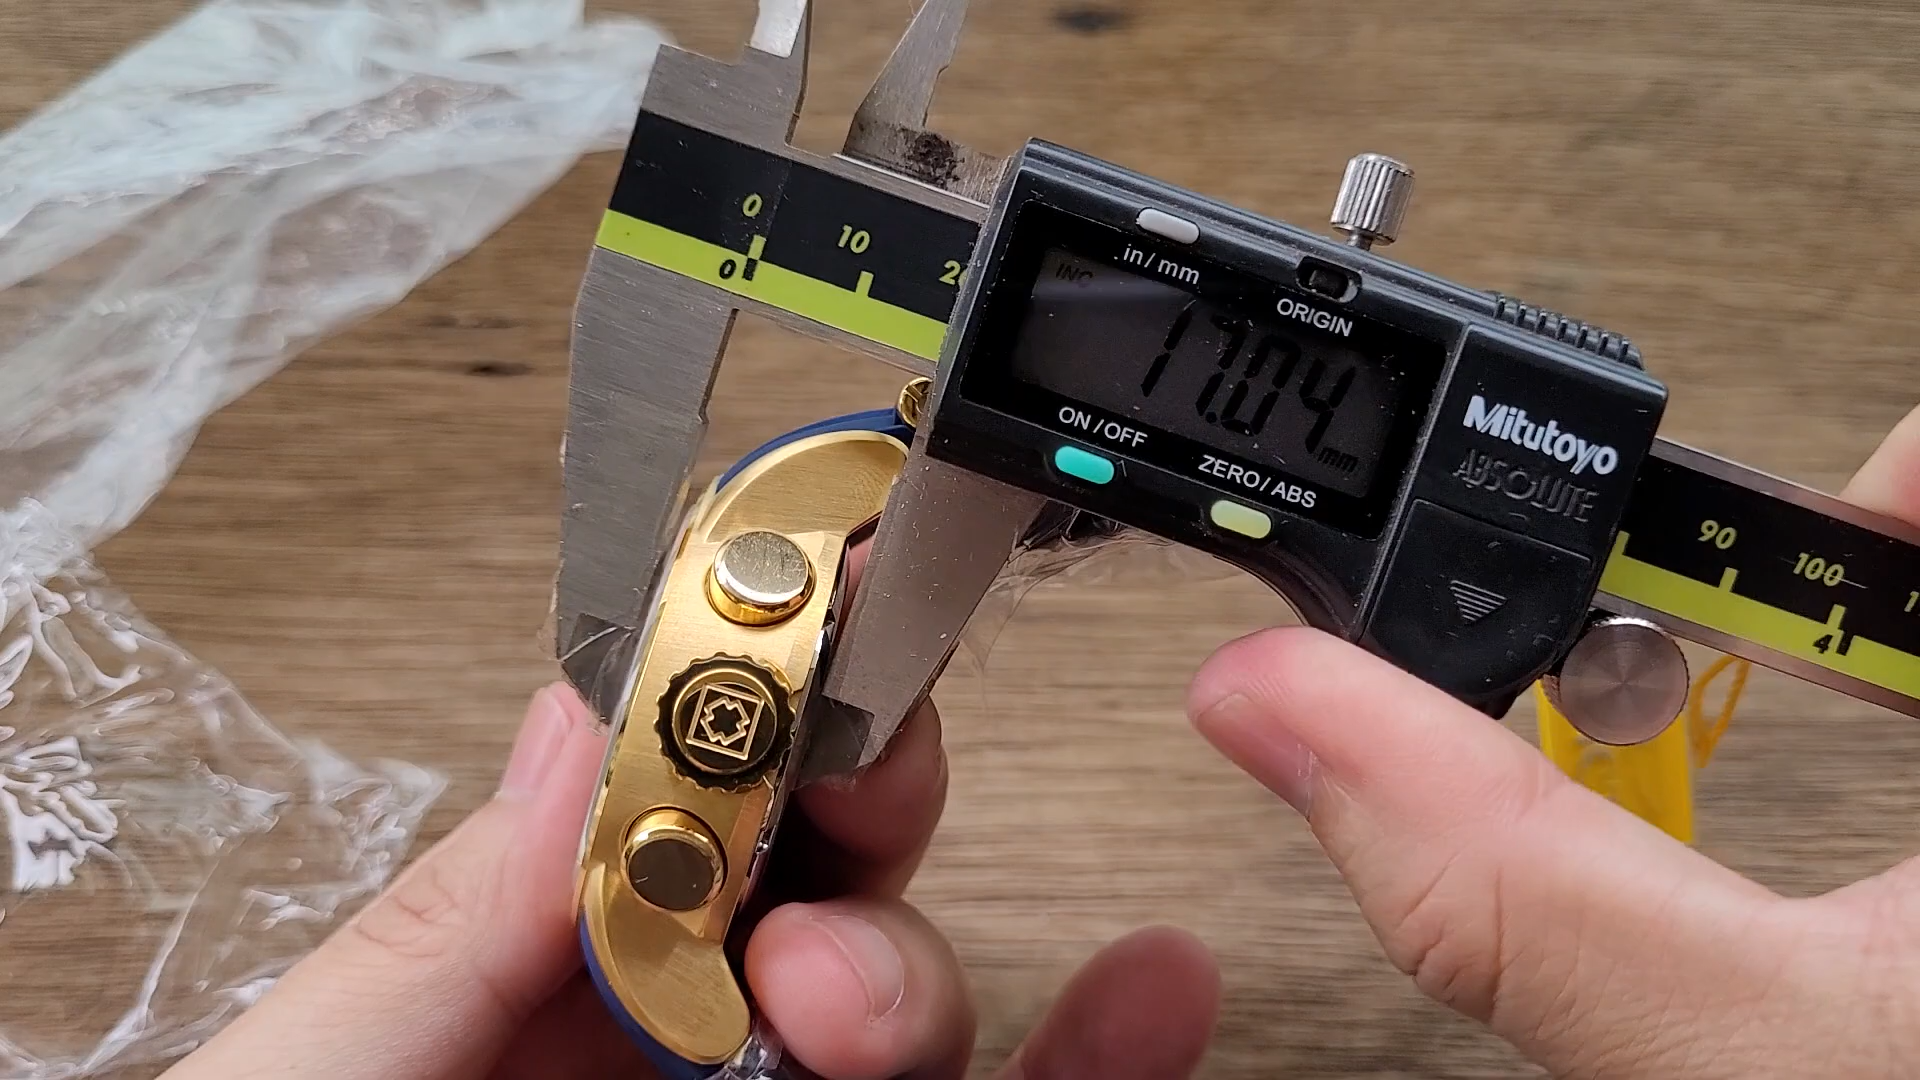 0 10
0
in/mm
ORIGIN
INC
17.04 mm
ON/OFF
ZERO/ABS
Mitutoyo
ABSOLUTE
90 100
4